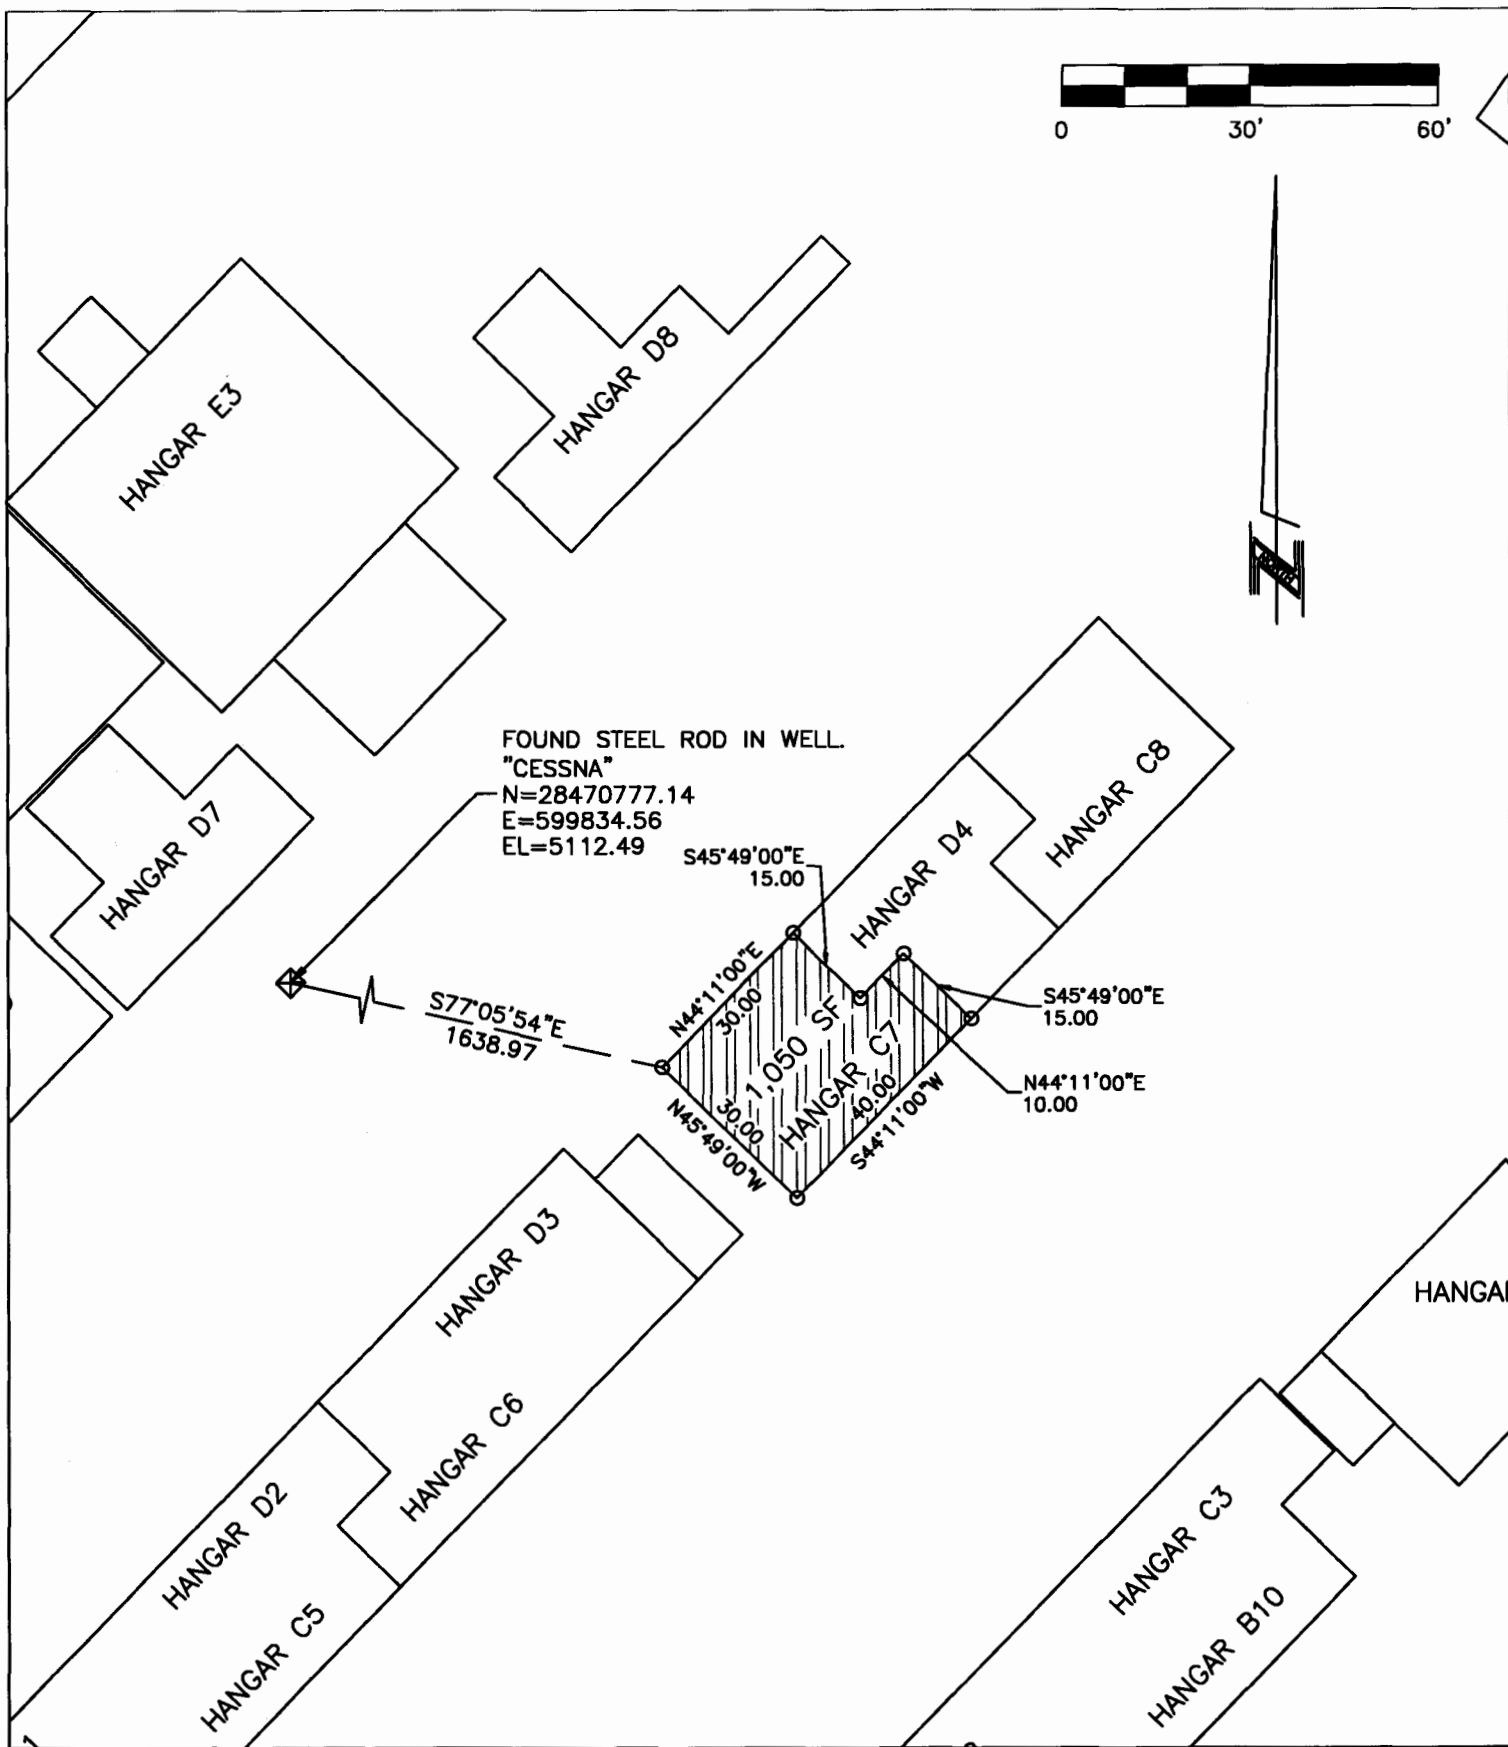 0 30' 60'
HANGAR E3
HANGAR D8
FOUND STEEL ROD IN WELL.
"CESSNA"
N=28470777.14
E=599834.56
EL=5112.49
HANGAR D7
HANGAR C8
HANGAR D4
S45°49'00"E
15.00
N44°11'00"E
30.00
S77°05'54"E
1638.97
1,050 SF
HANGAR C7
S45°49'00"E
15.00
N44°11'00"E
10.00
30.00
N45°49'00"W
40.00
S44°11'00"W
HANGAR D3
HANGAR C6
HANGAR D2
HANGAR C5
HANGAR C3
HANGAR B10
1